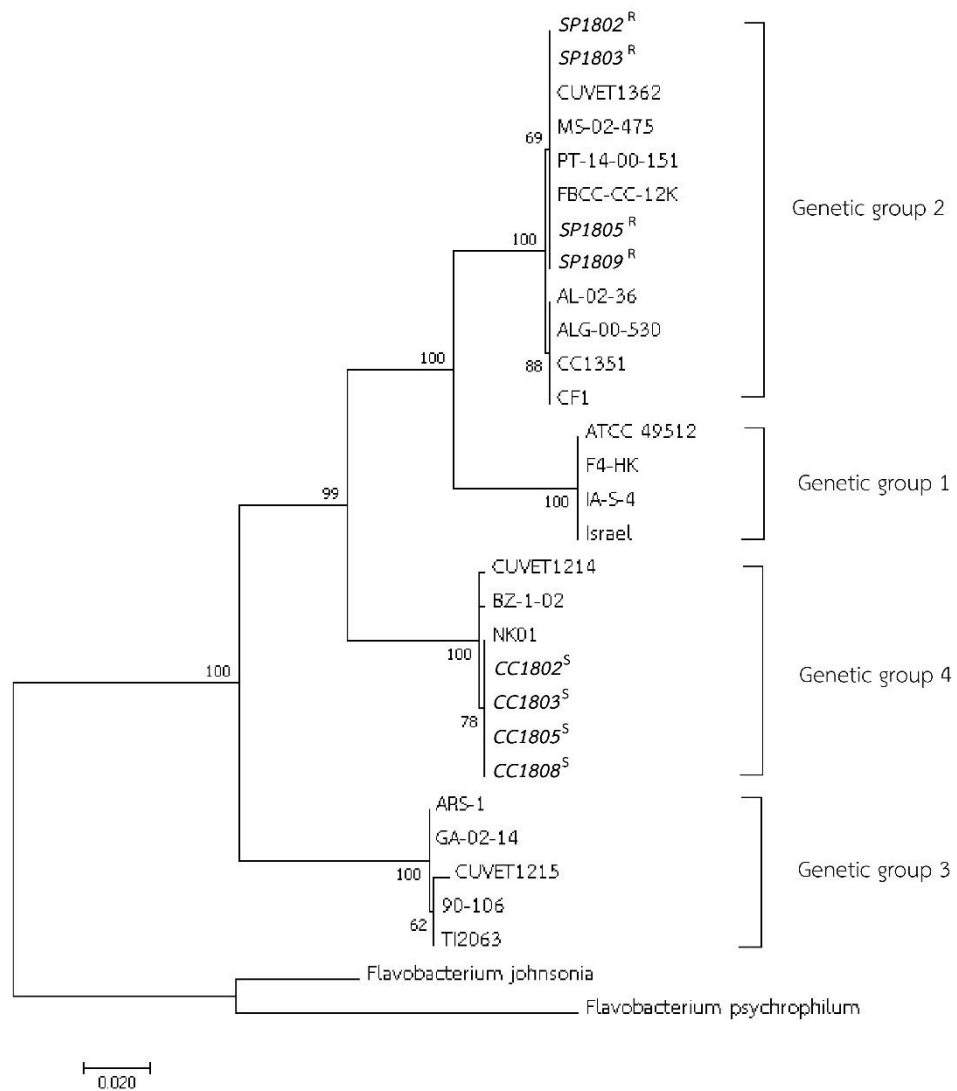 SP1802^R
SP1803^R
CUVET1362
MS-02-475
69
PT-14-00-151
FBCC-CC-12K
Genetic group 2
SP1805^R
100
SP1809^R
AL-02-36
ALG-00-530
100
CC1351
88
CF1
ATCC 49512
F4-HK
Genetic group 1
99
IA-S-4
100
Israel
CUVET1214
BZ-1-02
NK01
100
CC1802^S
100
Genetic group 4
CC1803^S
78
CC1805^S
CC1808^S
ARS-1
GA-02-14
100
CUVET1215
Genetic group 3
90-106
62
TI2063
Flavobacterium johnsonia
Flavobacterium psychrophilum
0.020